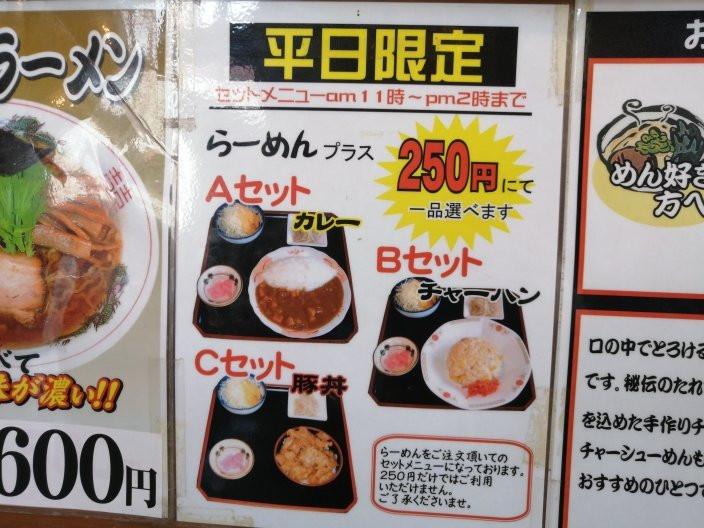 ラーメン
べて
味が濃い!!
600円
平日限定
セットメニューam11時～pm2時まで
らーめん プラス
250円にて
一品選べます
Aセット
カレー
Bセット
チャーハン
Cセット
豚丼
らーめんをご注文頂いての
セットメニューになっております。
250円だけではご利用
いただけません。
ご了承くださいませ。
お
めん好き
方へ
口の中でとろける
です。秘伝のたれ
を込めた手作りチ
チャーシューめんも
おすすめのひとつで